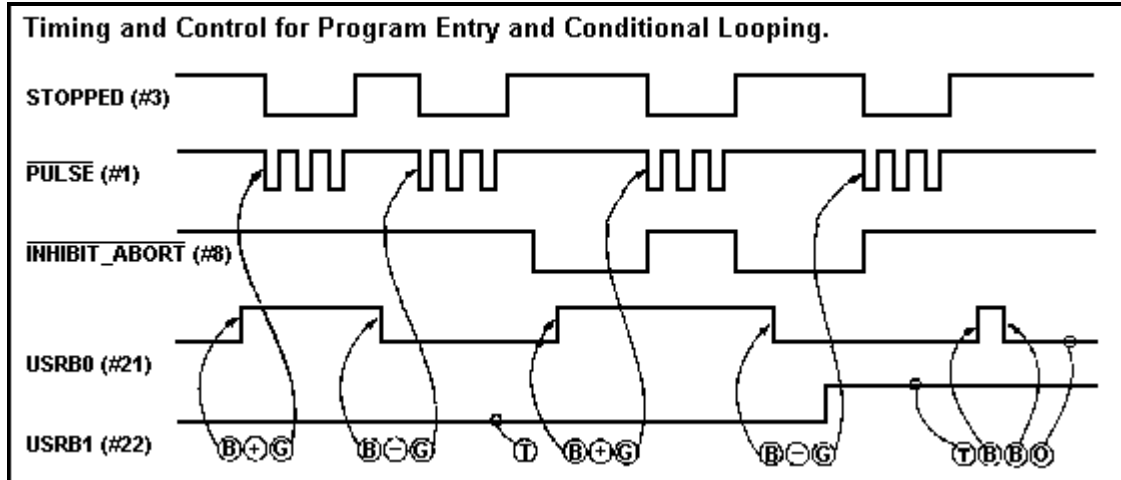 Timing and Control for Program Entry and Conditional Looping.
STOPPED (#3)
PULSE (#1)
INHIBIT_ABORT (#8)
USRB0 (#21)
USRB1 (#22)
B + G B − G T B + G B − G T B B O